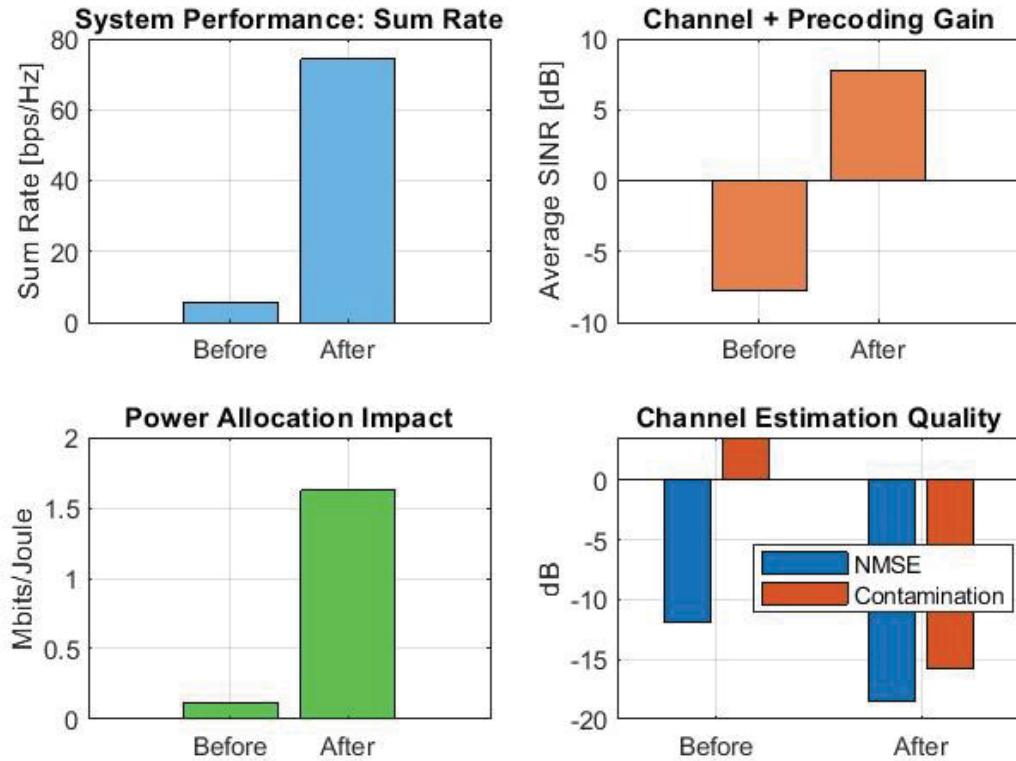 System Performance: Sum Rate
Sum Rate [bps/Hz]
80
60
40
20
0
Before After
Channel + Precoding Gain
Average SINR [dB]
10
5
0
-5
-10
Before After
Power Allocation Impact
Mbits/Joule
2
1.5
1
0.5
0
Before After
Channel Estimation Quality
dB
0
-5
-10
-15
-20
NMSE
Contamination
Before After